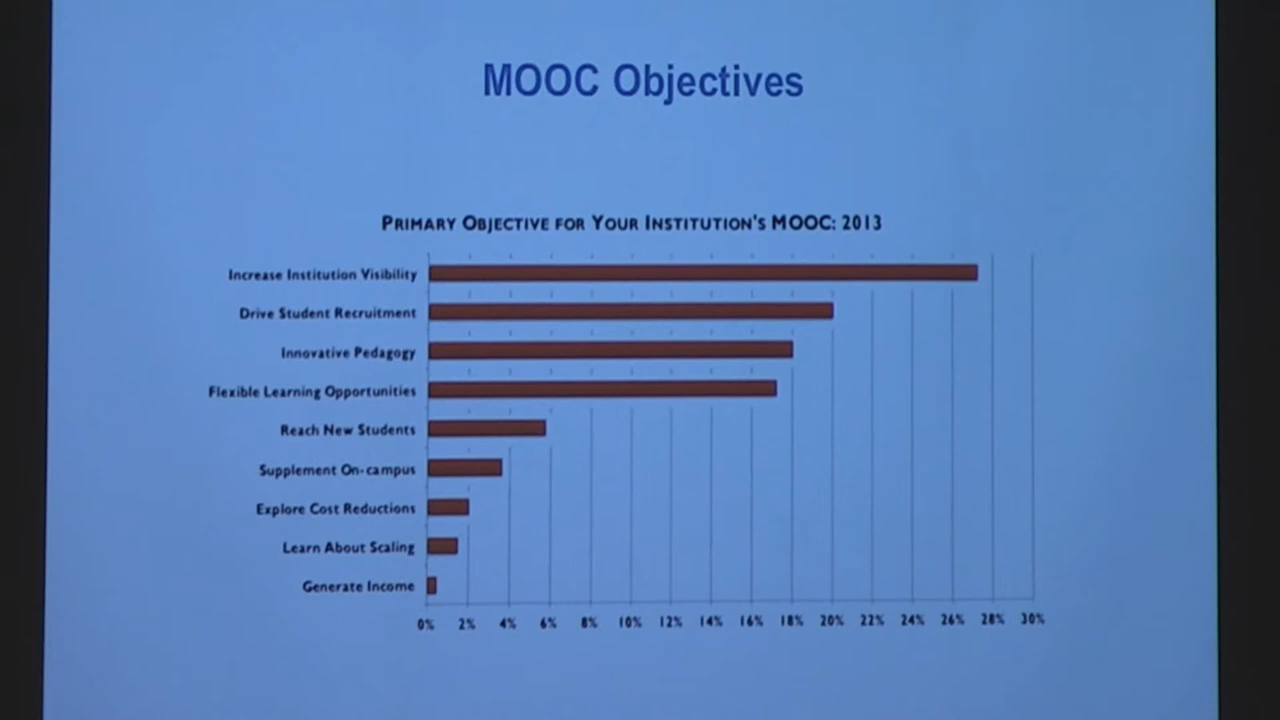 MOOC Objectives
PRIMARY OBJECTIVE FOR YOUR INSTITUTION'S MOOC: 2013
Increase Institution Visibility
Drive Student Recruitment
Innovative Pedagogy
Flexible Learning Opportunities
Reach New Students
Supplement On-campus
Explore Cost Reductions
Learn About Scaling
Generate Income
0% 2% 4% 6% 8% 10% 12% 14% 16% 18% 20% 22% 24% 26% 28% 30%